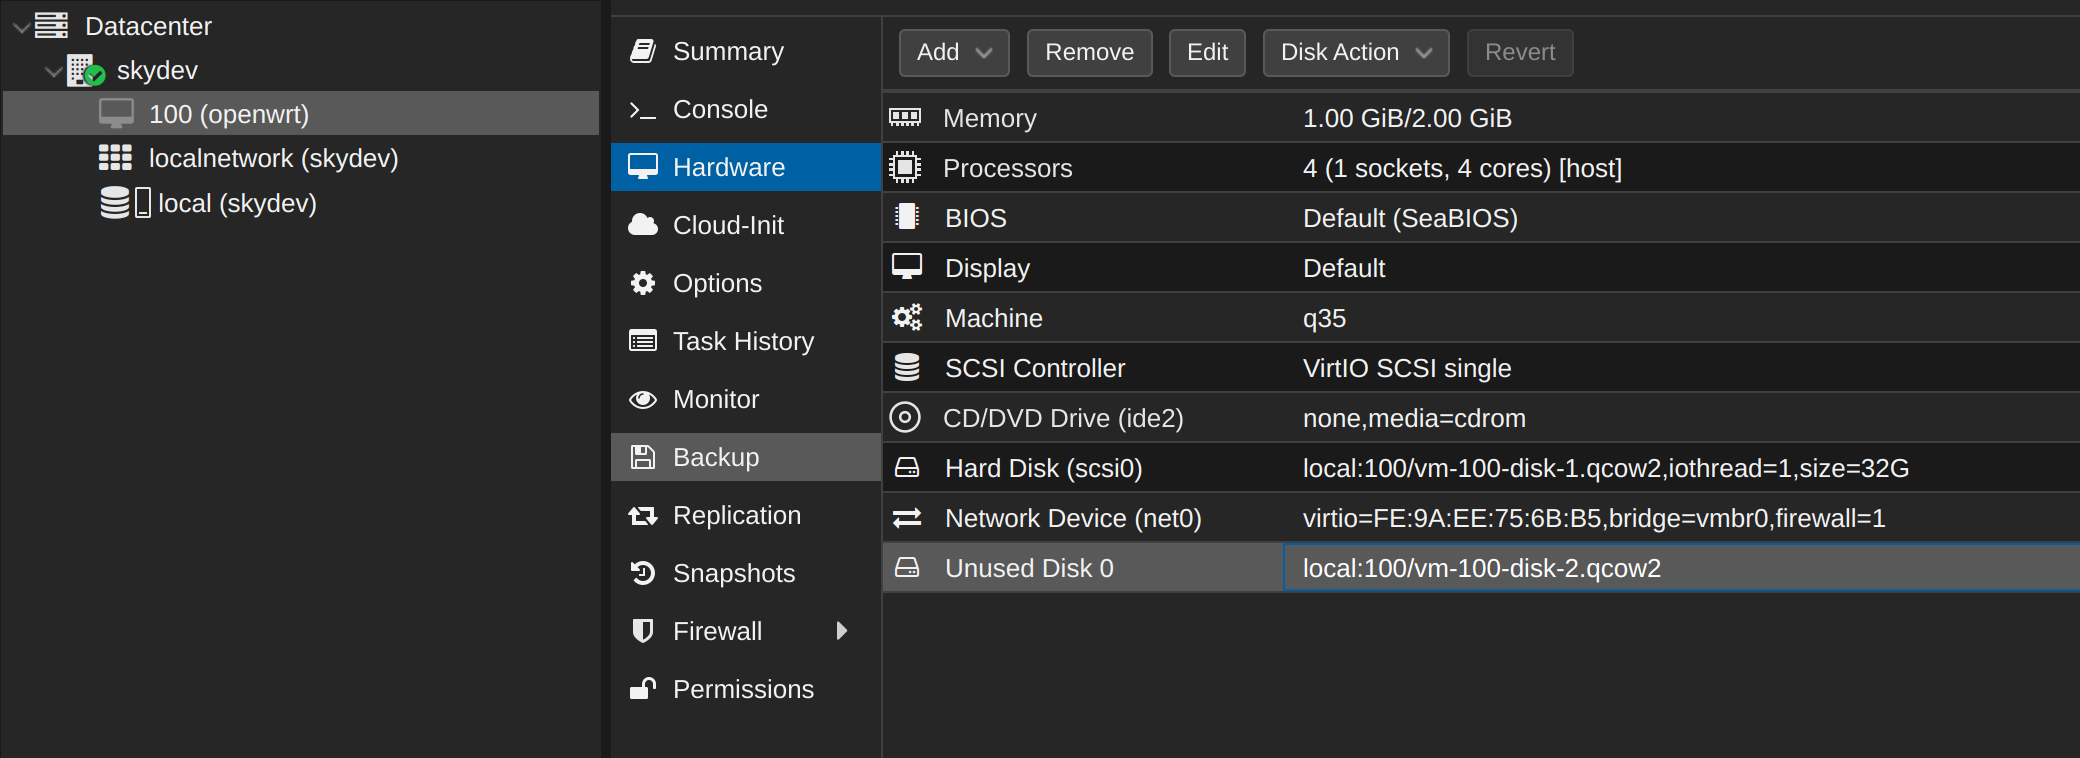 Datacenter
skydev
100 (openwrt)
localnetwork (skydev)
local (skydev)
Summary
Console
Hardware
Cloud-Init
Options
Task History
Monitor
Backup
Replication
Snapshots
Firewall
Permissions
Add Remove Edit Disk Action Revert
Memory 1.00 GiB/2.00 GiB
Processors 4 (1 sockets, 4 cores) [host]
BIOS Default (SeaBIOS)
Display Default
Machine q35
SCSI Controller VirtIO SCSI single
CD/DVD Drive (ide2) none,media=cdrom
Hard Disk (scsi0) local:100/vm-100-disk-1.qcow2,iothread=1,size=32G
Network Device (net0) virtio=FE:9A:EE:75:6B:B5,bridge=vmbr0,firewall=1
Unused Disk 0 local:100/vm-100-disk-2.qcow2